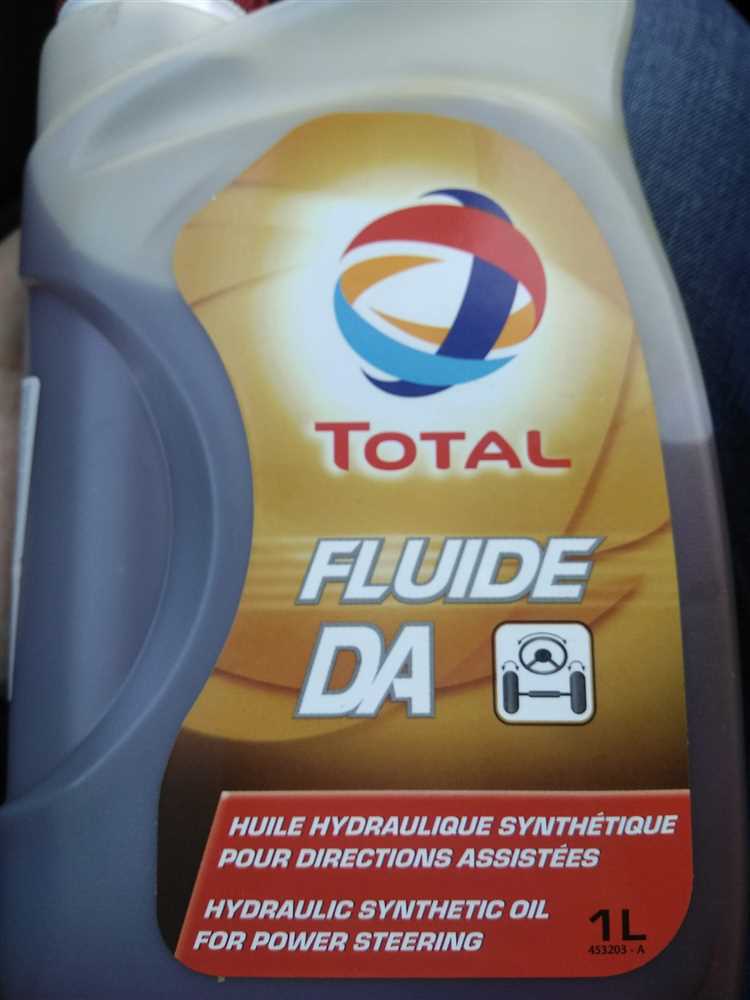 TOTAL
FLUIDE
DA
HUILE HYDRAULIQUE SYNTHÉTIQUE
POUR DIRECTIONS ASSISTÉES
HYDRAULIC SYNTHETIC OIL
FOR POWER STEERING
1L
453203 - A